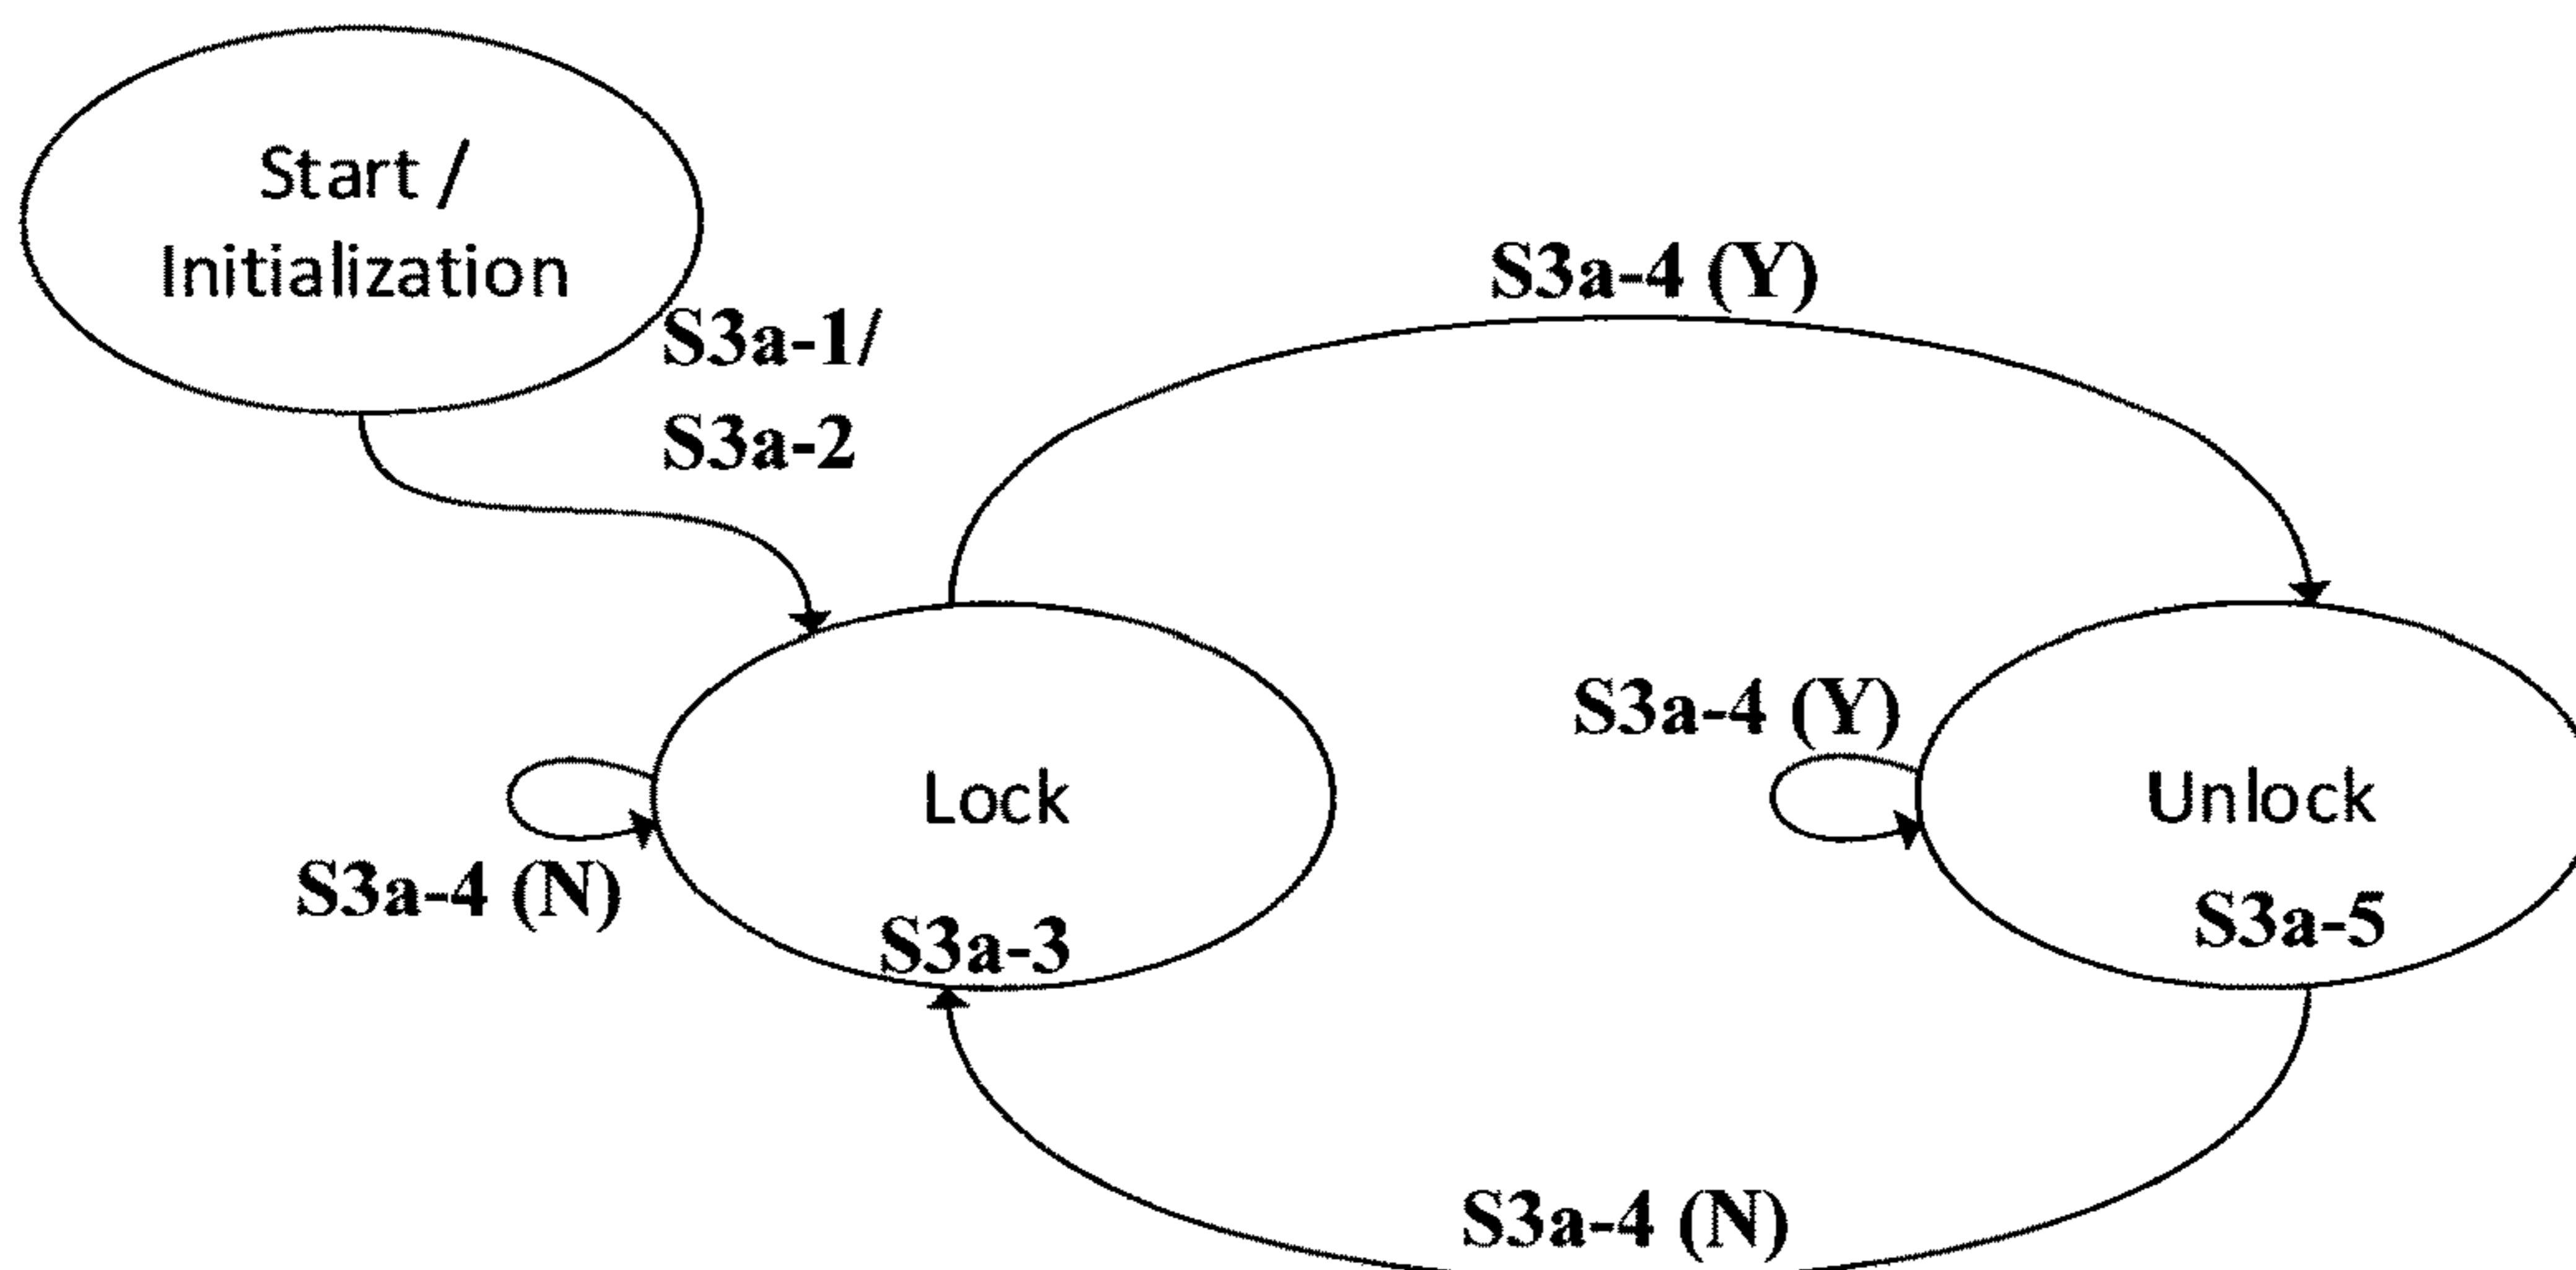 Start /
Initialization
S3a-1/
S3a-2
S3a-4 (Y)
S3a-4 (Y)
Lock
Unlock
S3a-4 (N)
S3a-3
S3a-5
S3a-4 (N)